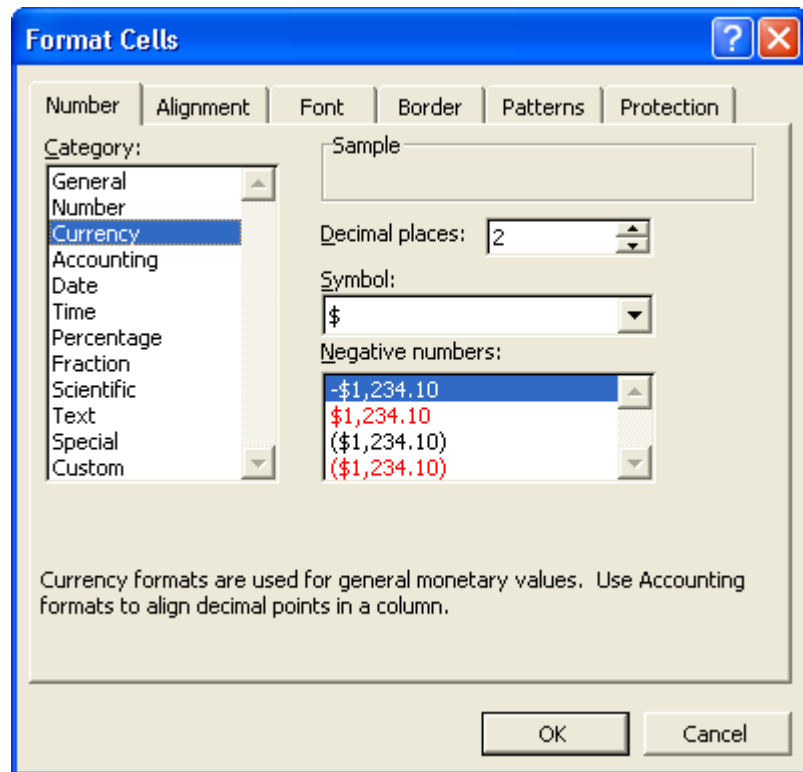 Format Cells
Number Alignment Font Border Patterns Protection
Category:
General
Number
Currency
Accounting
Date
Time
Percentage
Fraction
Scientific
Text
Special
Custom
Sample
Decimal places: 2
Symbol:
$
Negative numbers:
-$1,234.10
$1,234.10
($1,234.10)
($1,234.10)
Currency formats are used for general monetary values.  Use Accounting
formats to align decimal points in a column.
OK Cancel